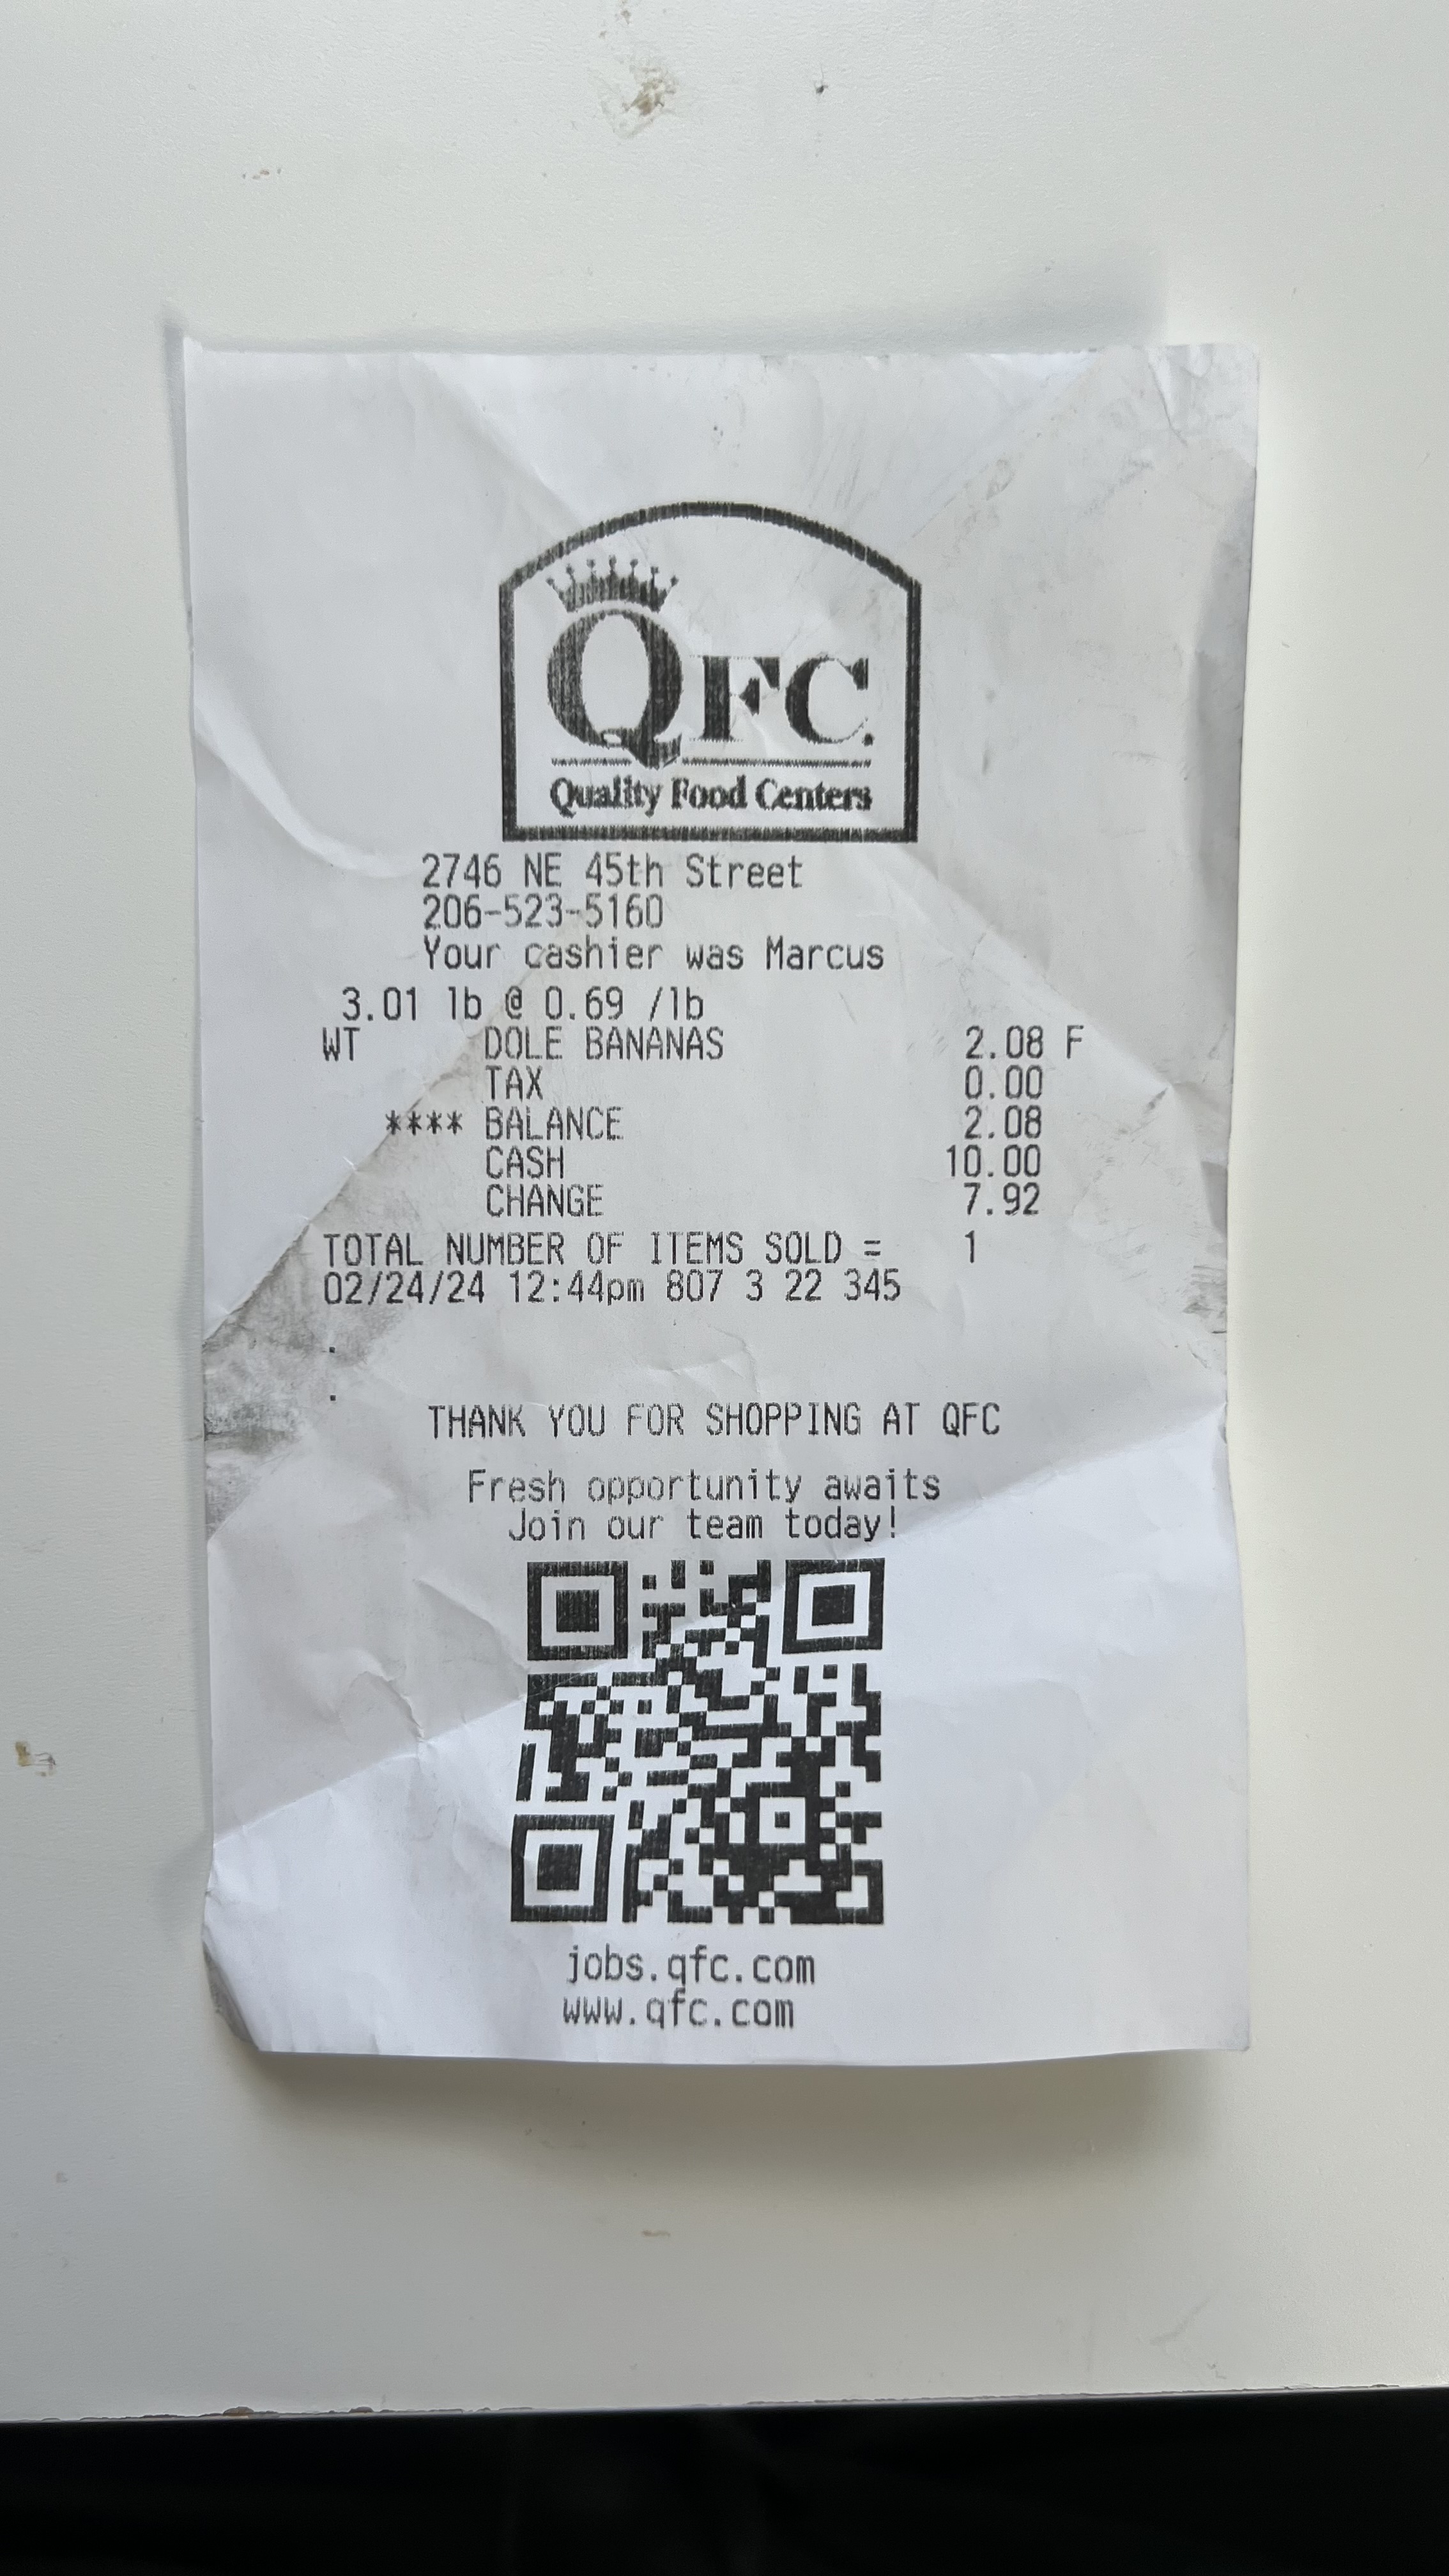 QFC.
Quality Food Centers
2746 NE 45th Street
206-523-5160
Your cashier was Marcus
3.01 lb @ 0.69 /lb
WT DOLE BANANAS 2.08 F
TAX 0.00
**** BALANCE 2.08
CASH 10.00
CHANGE 7.92
TOTAL NUMBER OF ITEMS SOLD = 1
02/24/24 12:44pm 807 3 22 345
.
.
THANK YOU FOR SHOPPING AT QFC
Fresh opportunity awaits
Join our team today!
jobs.qfc.com
www.qfc.com